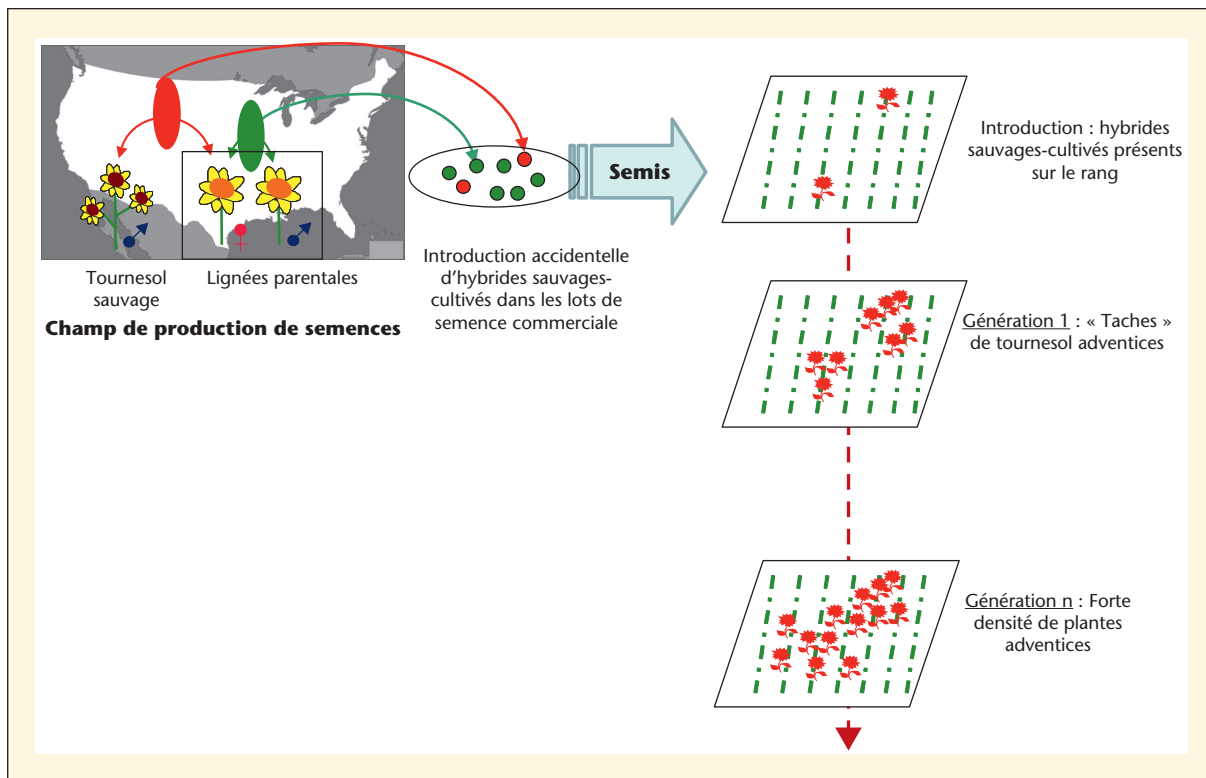 Tournesol
sauvage
Lignées parentales
Champ de production de semences
Introduction accidentelle
d'hybrides sauvages-
cultivés dans les lots de
semence commerciale
Semis
Introduction : hybrides
sauvages-cultivés présents
sur le rang
Génération 1 : « Taches »
de tournesol adventices
Génération n : Forte
densité de plantes
adventices